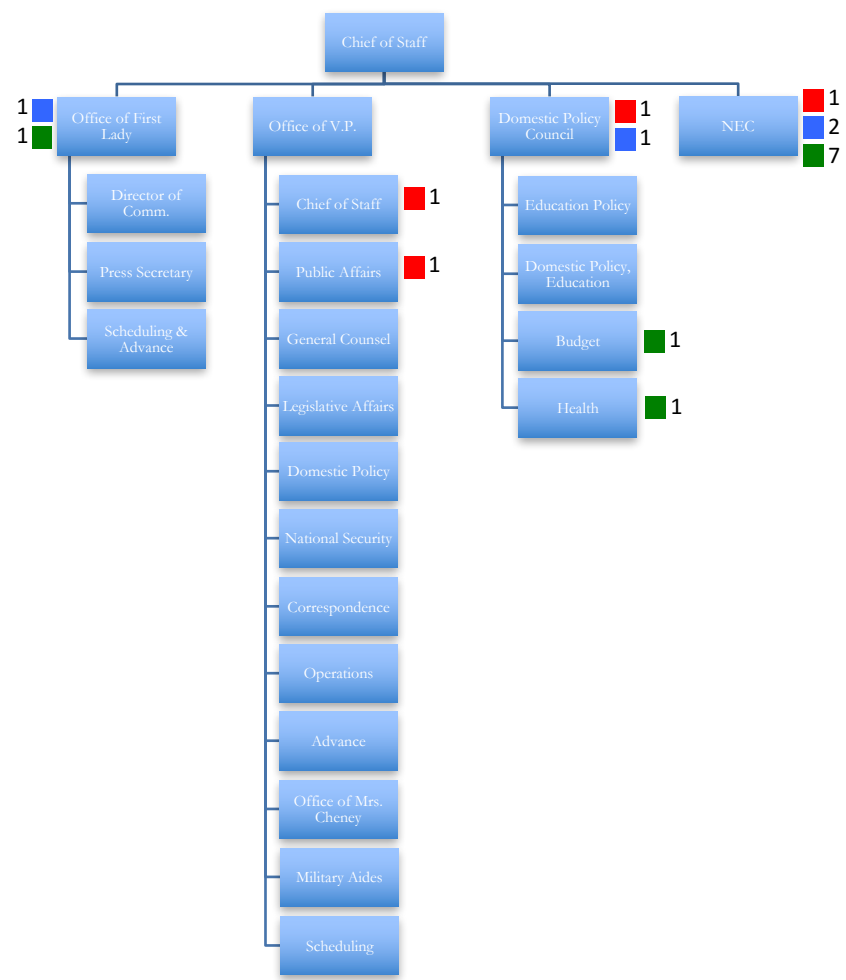 Chief of Staff
1
1
Office of First
Lady
Office of V.P.
Domestic Policy
Council
1
1
NEC
1
2
7
Director of
Comm.
Press Secretary
Scheduling &
Advance
Chief of Staff
1
Public Affairs
1
General Counsel
Legislative Affairs
Domestic Policy
National Security
Correspondence
Operations
Advance
Office of Mrs.
Cheney
Military Aides
Scheduling
Education Policy
Domestic Policy,
Education
Budget
1
Health
1